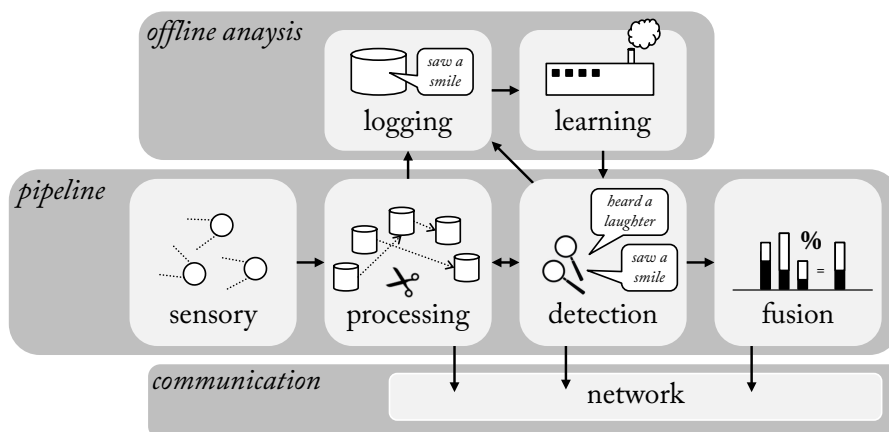 offline anaysis
saw a
smile
logging
learning
pipeline
heard a
laughter
saw a
smile
%
=
sensory
processing
detection
fusion
communication
network